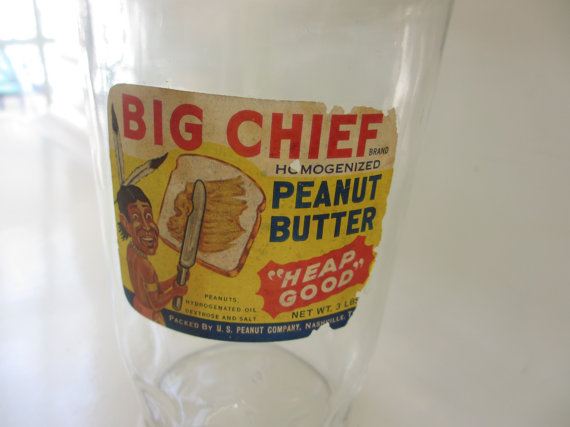 BIG CHIEF
BRAND
HOMOGENIZED
PEANUT
BUTTER
"HEAP
GOOD"
PEANUTS,
HYDROGENATED OIL
DEXTROSE AND SALT
NET WT. 3 LBS
PACKED BY U. S. PEANUT COMPANY, NASHVILLE, T